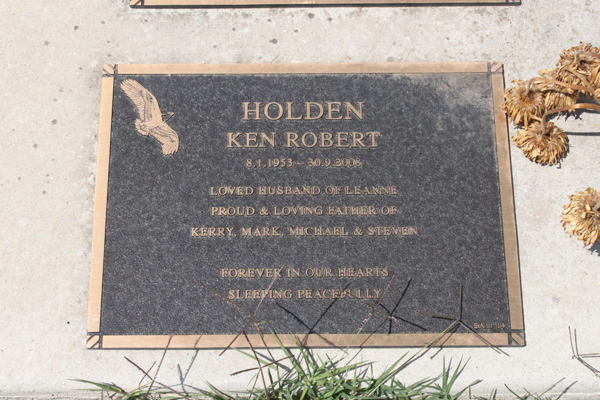 HOLDEN
KEN ROBERT
8.1.1953 – 30.9.2008
LOVED HUSBAND OF LEANNE
PROUD & LOVING FATHER OF
KERRY, MARK, MICHAEL & STEVEN
FOREVER IN OUR HEARTS
SLEEPING PEACEFULLY